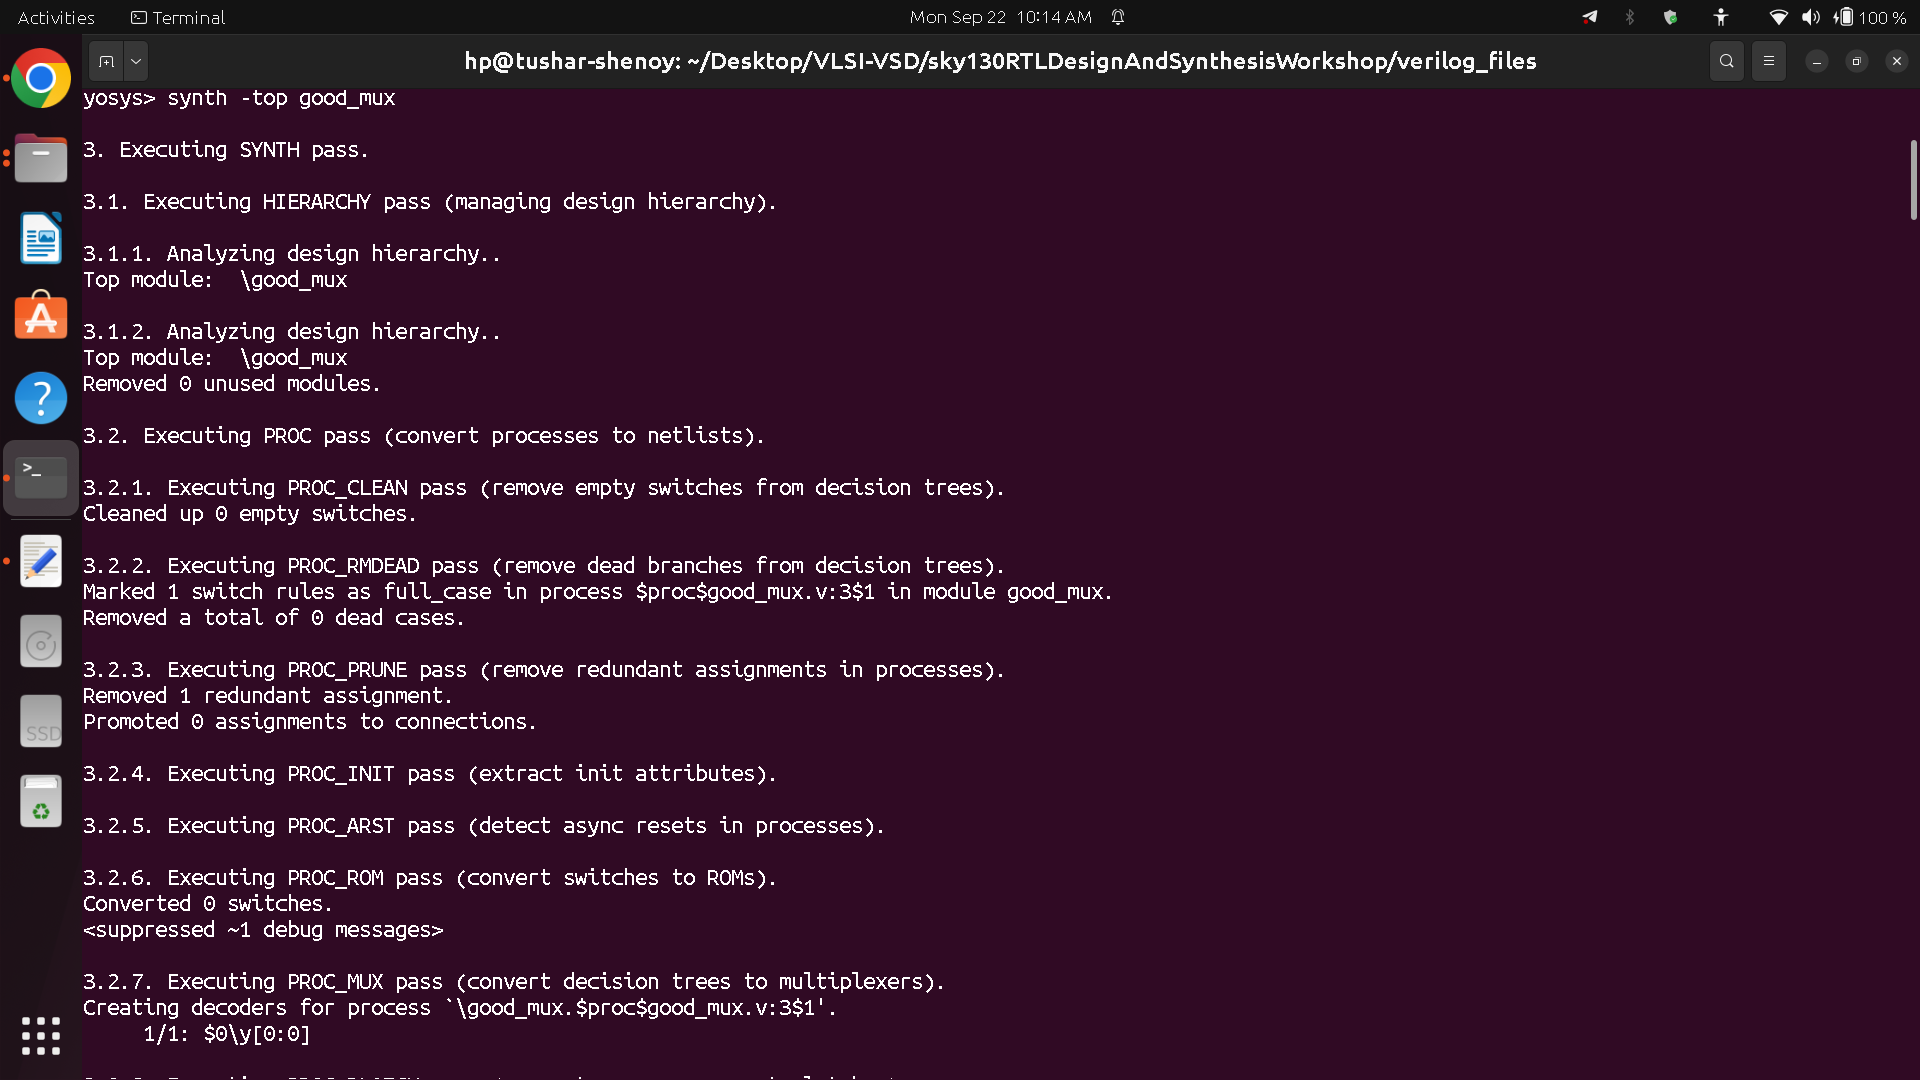 Activities
Terminal
Mon Sep 22 10:14 AM
100 %
hp@tushar-shenoy: ~/Desktop/VLSI-VSD/sky130RTLDesignAndSynthesisWorkshop/verilog_files
yosys> synth -top good_mux
3. Executing SYNTH pass.
3.1. Executing HIERARCHY pass (managing design hierarchy).
3.1.1. Analyzing design hierarchy..
Top module:  \good_mux
3.1.2. Analyzing design hierarchy..
Top module:  \good_mux
Removed 0 unused modules.
3.2. Executing PROC pass (convert processes to netlists).
3.2.1. Executing PROC_CLEAN pass (remove empty switches from decision trees).
Cleaned up 0 empty switches.
3.2.2. Executing PROC_RMDEAD pass (remove dead branches from decision trees).
Marked 1 switch rules as full_case in process $proc$good_mux.v:3$1 in module good_mux.
Removed a total of 0 dead cases.
3.2.3. Executing PROC_PRUNE pass (remove redundant assignments in processes).
Removed 1 redundant assignment.
Promoted 0 assignments to connections.
3.2.4. Executing PROC_INIT pass (extract init attributes).
3.2.5. Executing PROC_ARST pass (detect async resets in processes).
3.2.6. Executing PROC_ROM pass (convert switches to ROMs).
Converted 0 switches.
<suppressed ~1 debug messages>
3.2.7. Executing PROC_MUX pass (convert decision trees to multiplexers).
Creating decoders for process `\good_mux.$proc$good_mux.v:3$1'.
     1/1: $0\y[0:0]
SSD